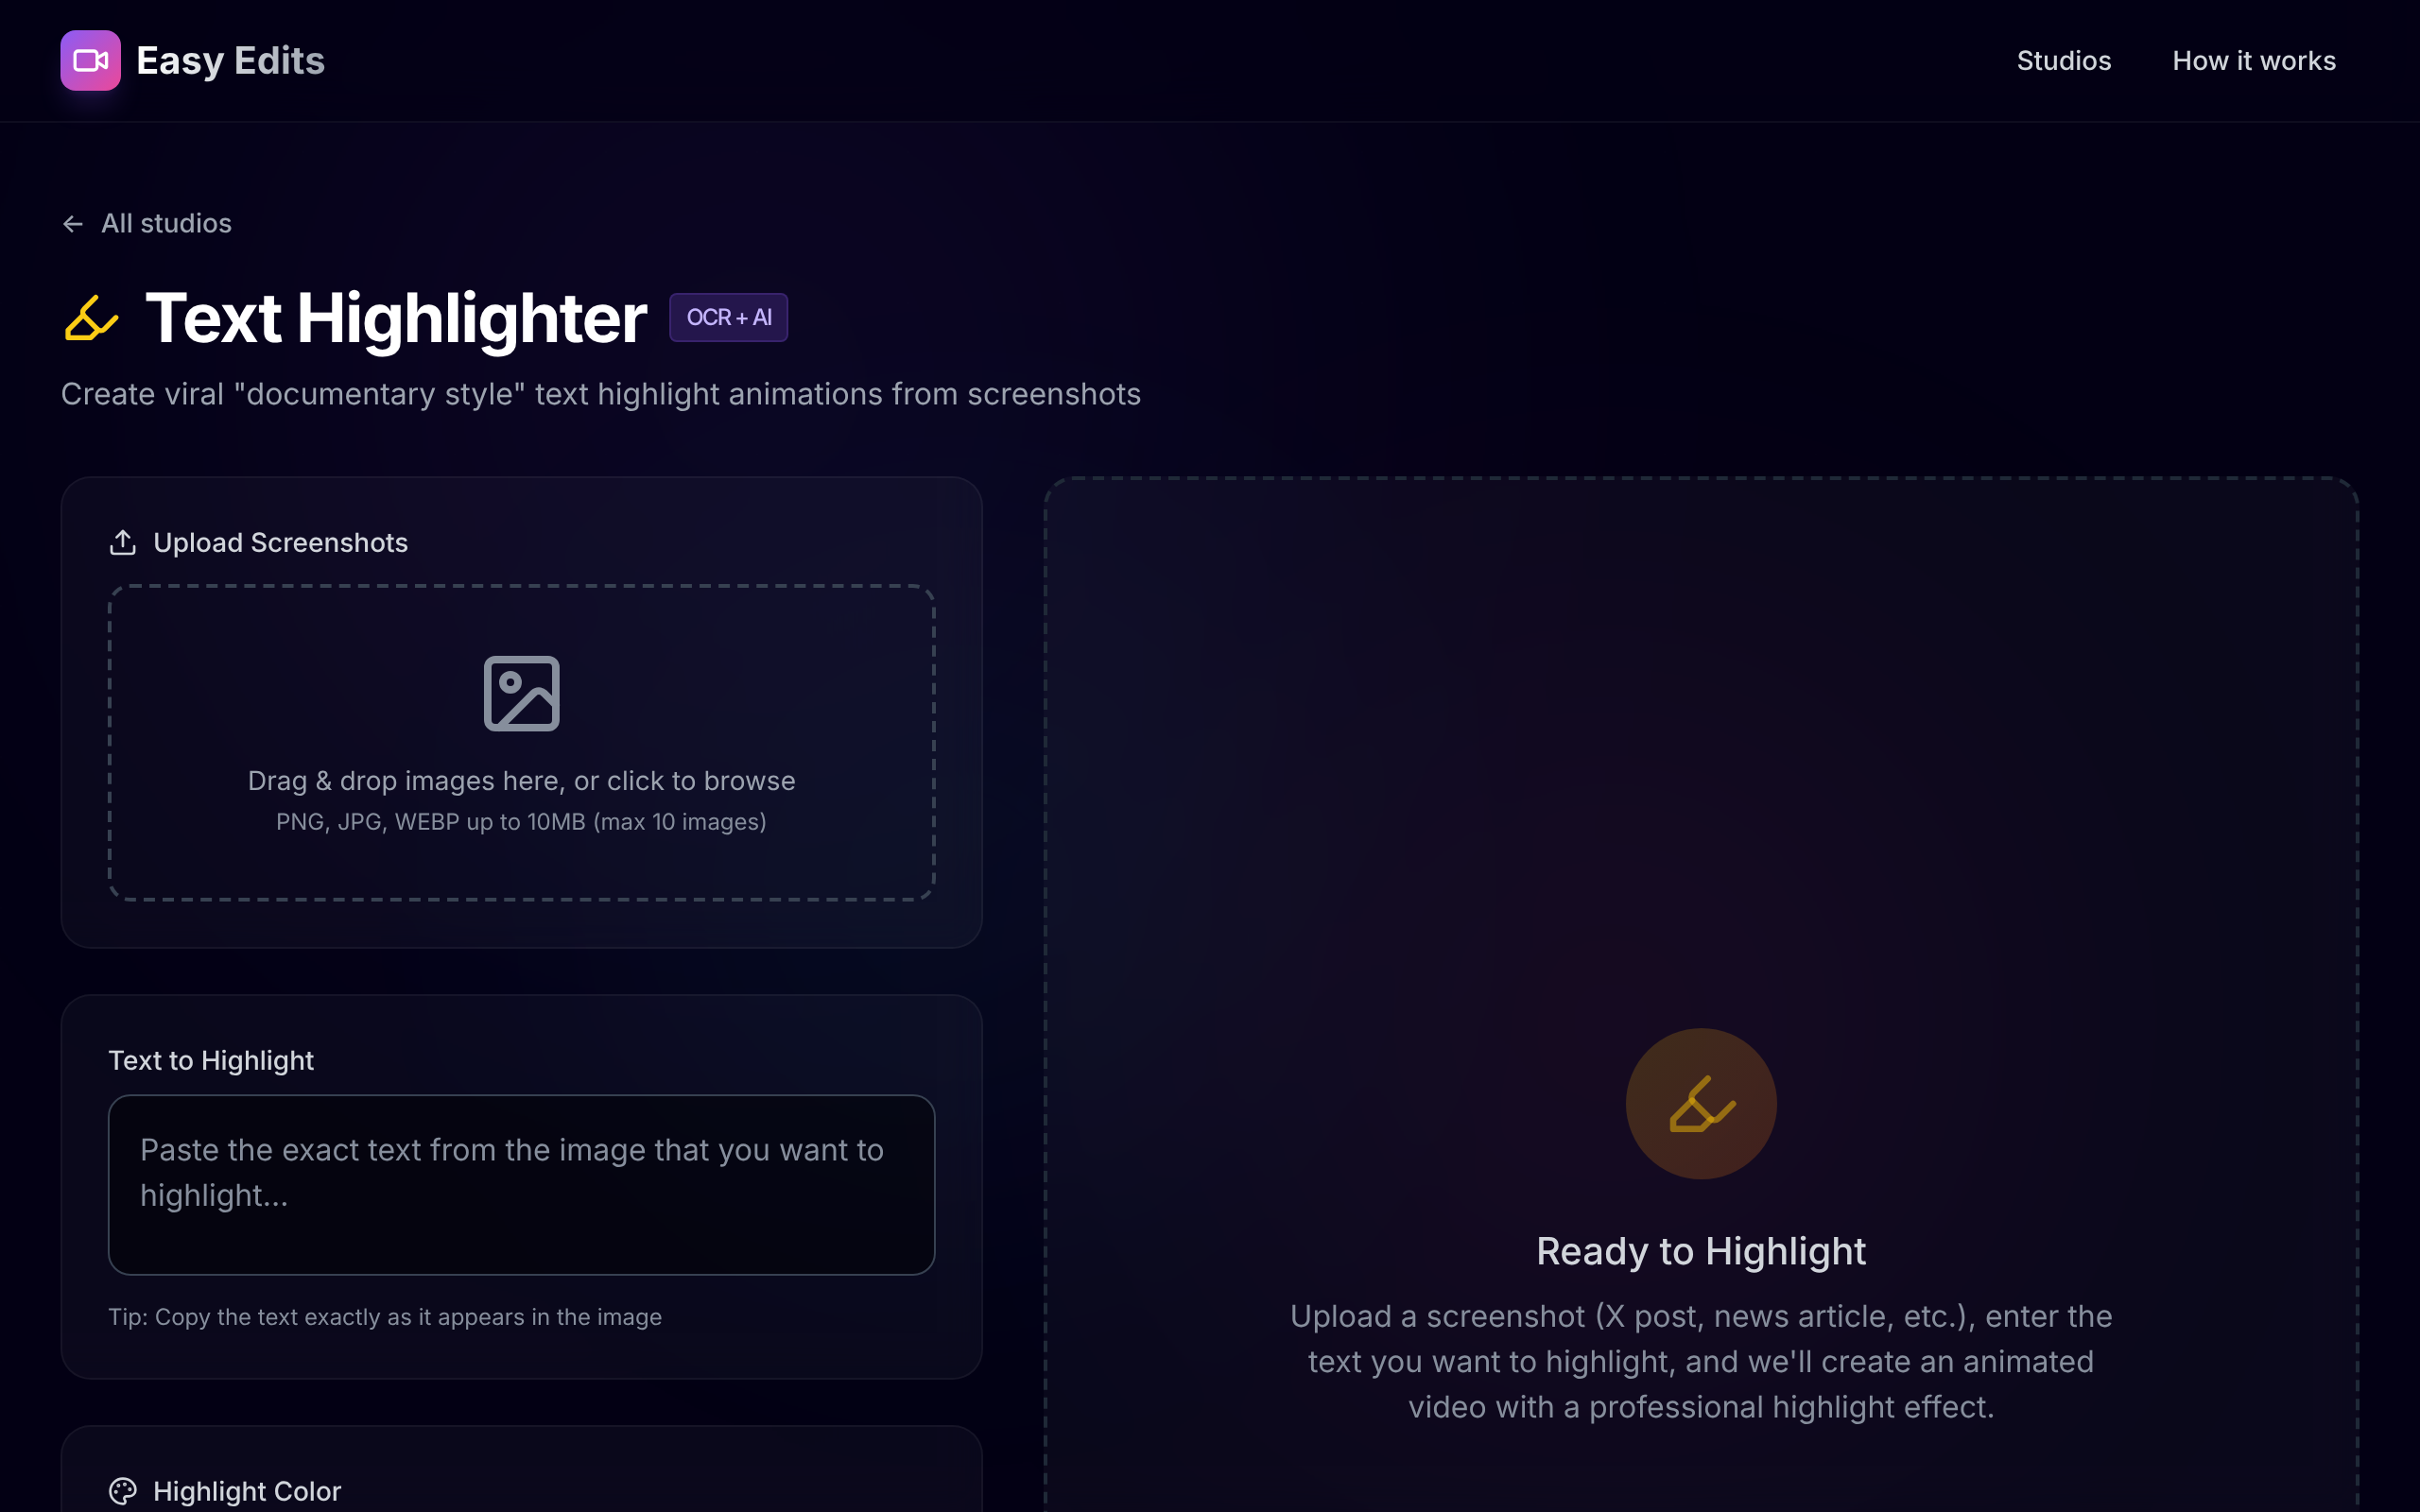 Easy Edits
Studios
How it works
All studios
Text Highlighter
OCR + AI
Create viral "documentary style" text highlight animations from screenshots
Upload Screenshots
Drag & drop images here, or click to browse
PNG, JPG, WEBP up to 10MB (max 10 images)
Text to Highlight
Paste the exact text from the image that you want to
highlight...
Tip: Copy the text exactly as it appears in the image
Highlight Color
Ready to Highlight
Upload a screenshot (X post, news article, etc.), enter the
text you want to highlight, and we'll create an animated
video with a professional highlight effect.